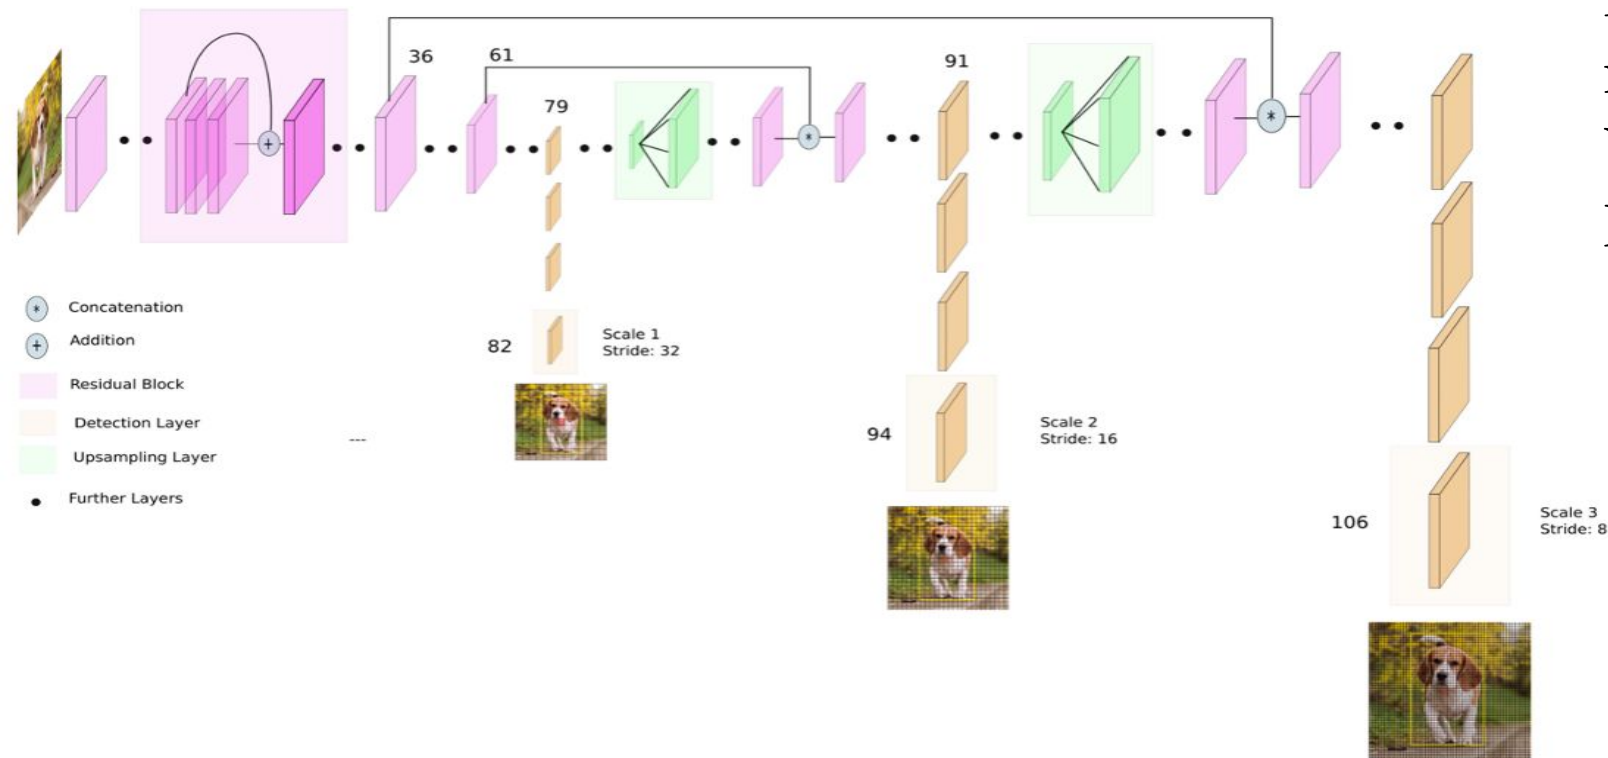 36
61
91
79
*
+
*
*
Concatenation
+
Addition
82
Scale 1
Stride: 32
Residual Block
Detection Layer
Upsampling Layer
Further Layers
---
94
Scale 2
Stride: 16
106
Scale 3
Stride: 8